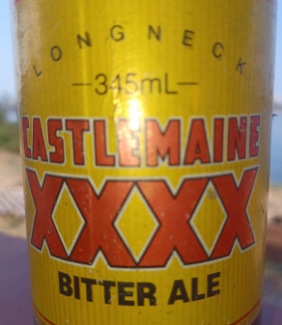 LONGNECK
—345mL—
CASTLEMAINE
XXXX
BITTER ALE